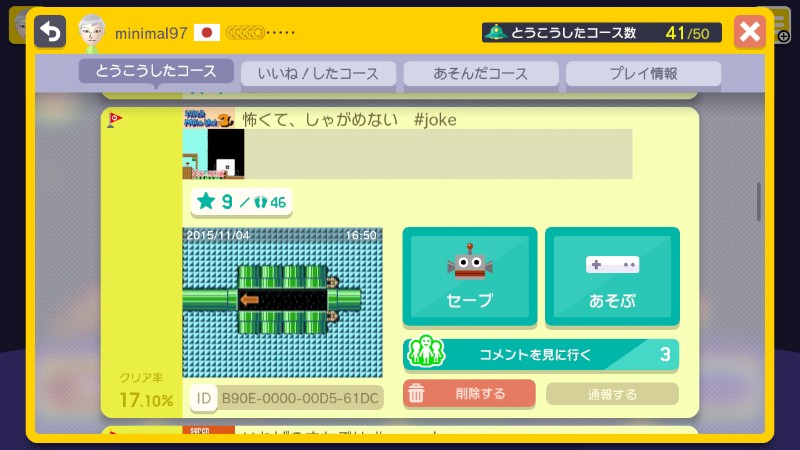 minimal97
とうこうしたコース数 41/50
とうこうしたコース
いいね!したコース
あそんだコース
プレイ情報
怖くて、しゃがめない #joke
9 / 46
2015/11/04 16:50
セーブ
あそぶ
コメントを見に行く 3
クリア率
17.10%
ID B90E-0000-00D5-61DC
削除する
通報する